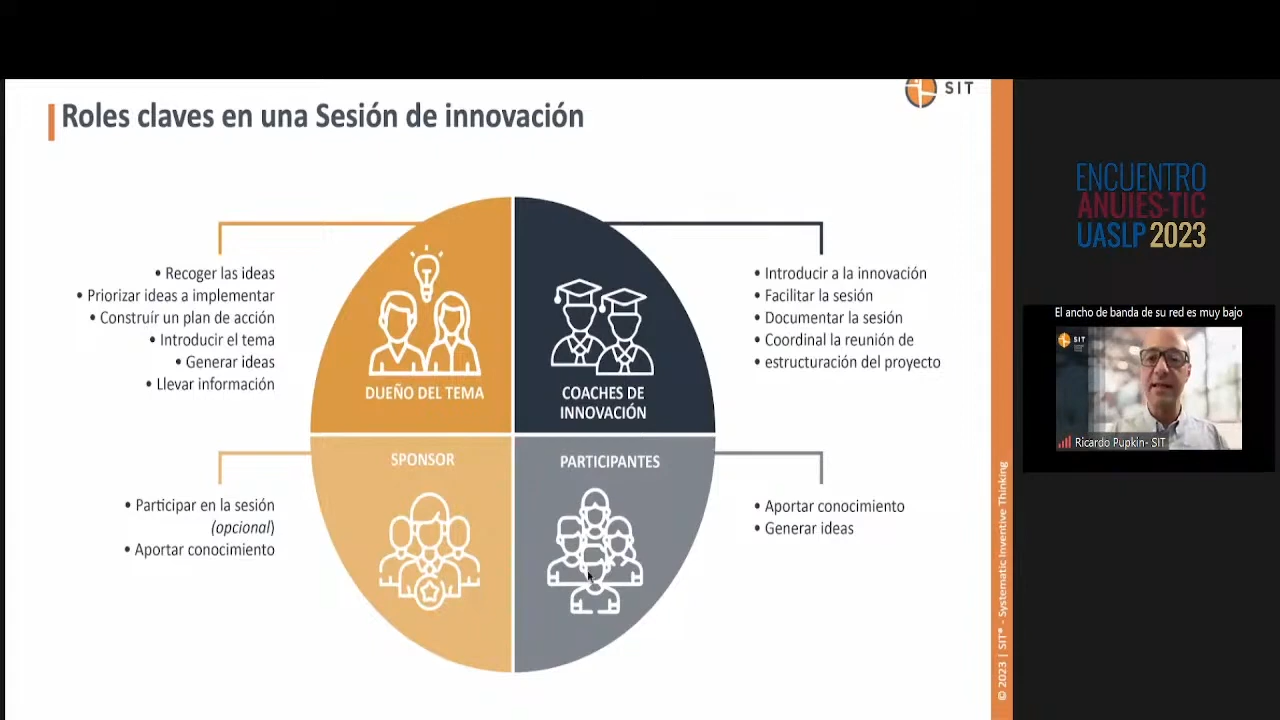 SIT
Roles claves en una Sesión de innovación
• Recoger las ideas
• Priorizar ideas a implementar
• Construír un plan de acción
• Introducir el tema
• Generar ideas
• Llevar información
DUEÑO DEL TEMA
COACHES DE
INNOVACIÓN
• Introducir a la innovación
• Facilitar la sesión
• Documentar la sesión
• Coordinal la reunión de
• estructuración del proyecto
SPONSOR
• Participar en la sesión
(opcional)
• Aportar conocimiento
PARTICIPANTES
• Aportar conocimiento
• Generar ideas
© 2023 | SIT® - Systematic Inventive Thinking
ENCUENTRO
ANUIES-TIC
UASLP 2023
El ancho de banda de su red es muy bajo
SIT
Ricardo Pupkin- SIT